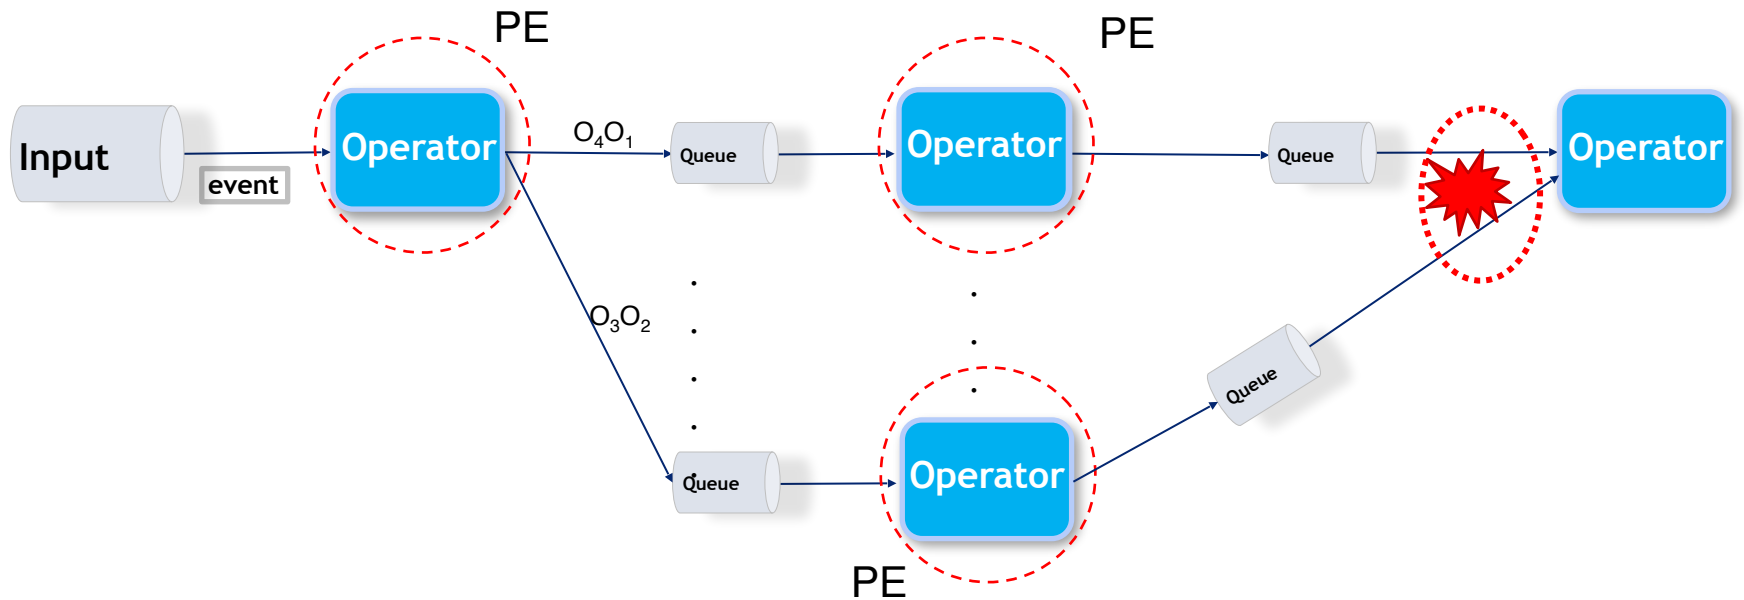 PE
PE
Input
event
Operator
O₄O₁
Queue
Operator
Queue
Operator
O₃O₂
Queue
Queue
Operator
PE